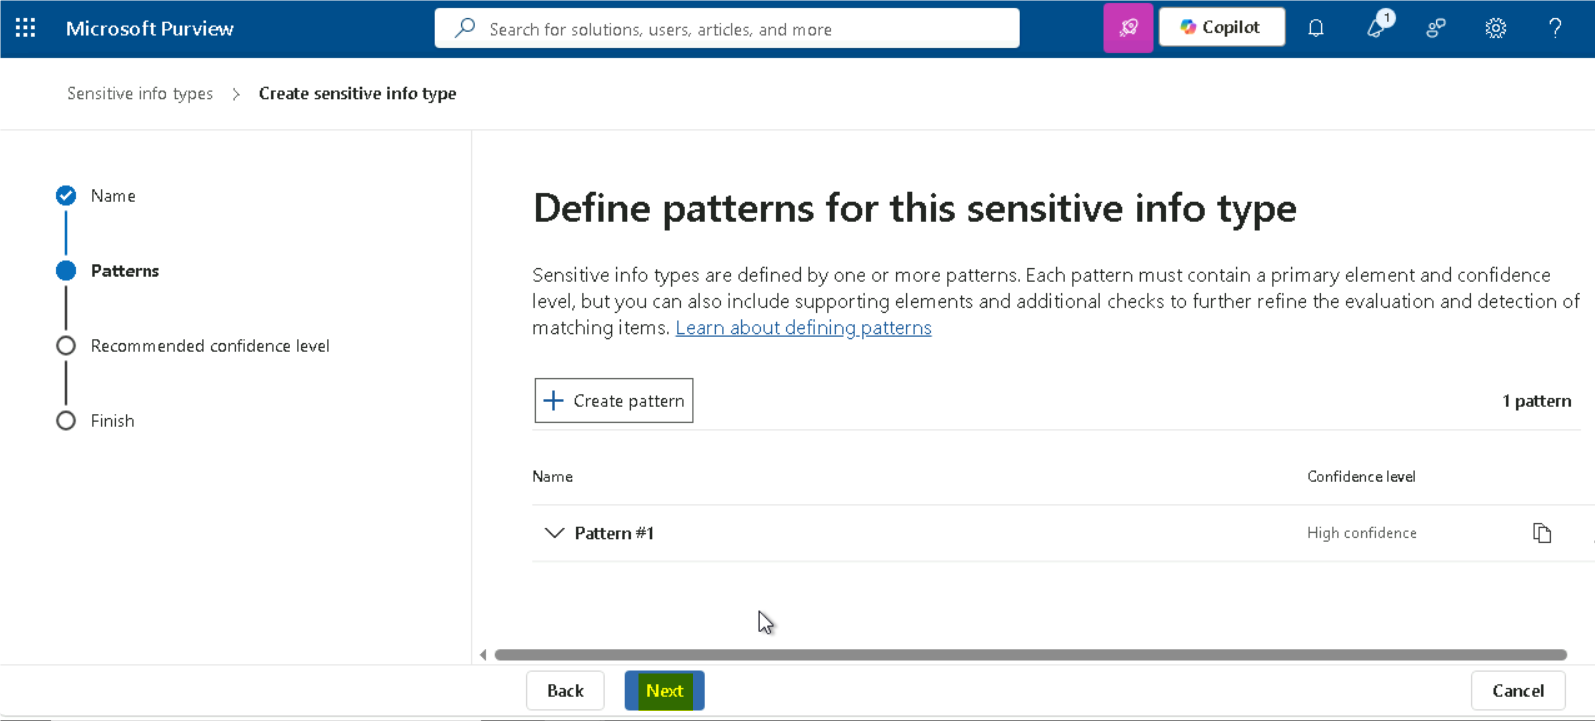 Microsoft Purview
Search for solutions, users, articles, and more
Copilot
1
?
Sensitive info types > Create sensitive info type
Name
Patterns
Recommended confidence level
Finish
Define patterns for this sensitive info type
Sensitive info types are defined by one or more patterns. Each pattern must contain a primary element and confidence
level, but you can also include supporting elements and additional checks to further refine the evaluation and detection of
matching items. Learn about defining patterns
+ Create pattern
1 pattern
Name Confidence level
Pattern #1 High confidence
Back Next Cancel